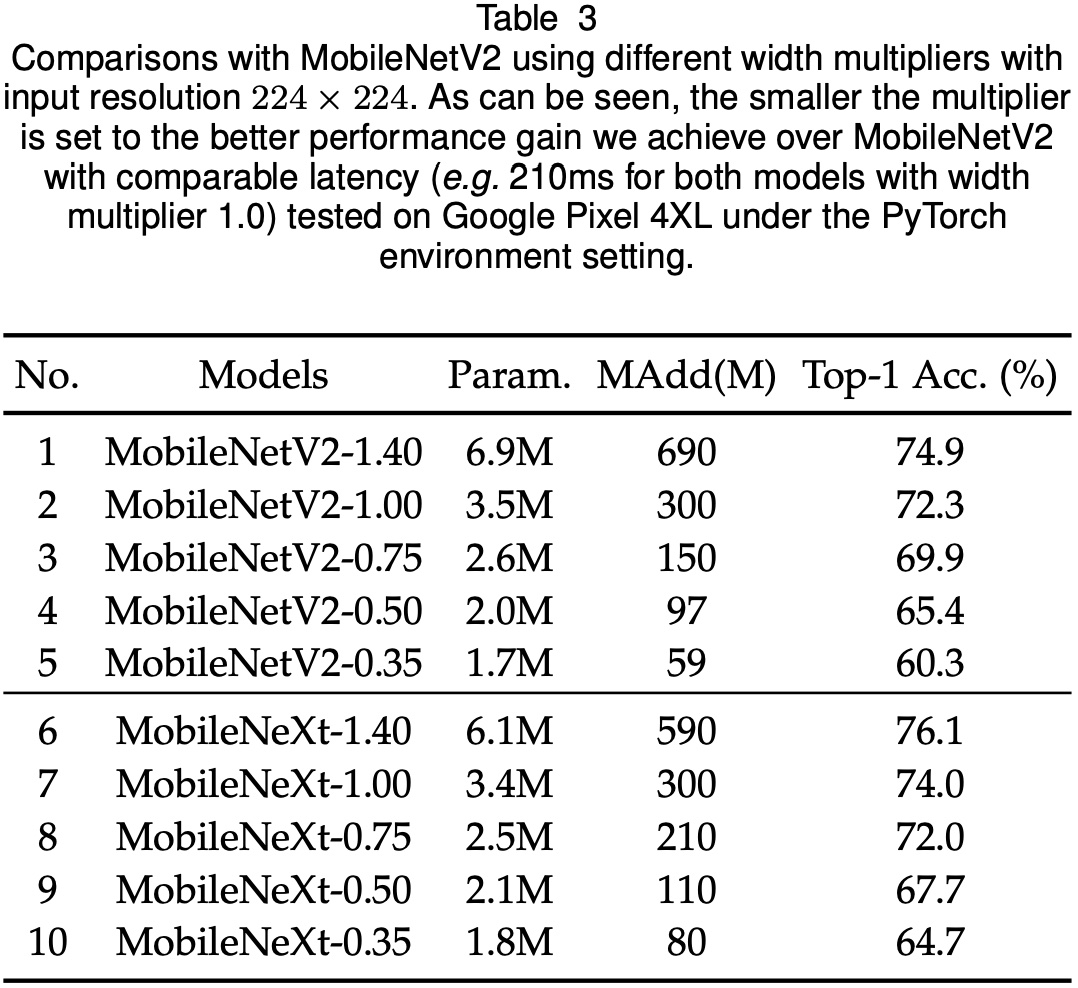 Table 3
Comparisons with MobileNetV2 using different width multipliers with
input resolution 224 × 224. As can be seen, the smaller the multiplier
is set to the better performance gain we achieve over MobileNetV2
with comparable latency (e.g. 210ms for both models with width
multiplier 1.0) tested on Google Pixel 4XL under the PyTorch
environment setting.
No. Models Param. MAdd(M) Top-1 Acc. (%)
1 MobileNetV2-1.40 6.9M 690 74.9
2 MobileNetV2-1.00 3.5M 300 72.3
3 MobileNetV2-0.75 2.6M 150 69.9
4 MobileNetV2-0.50 2.0M 97 65.4
5 MobileNetV2-0.35 1.7M 59 60.3
6 MobileNeXt-1.40 6.1M 590 76.1
7 MobileNeXt-1.00 3.4M 300 74.0
8 MobileNeXt-0.75 2.5M 210 72.0
9 MobileNeXt-0.50 2.1M 110 67.7
10 MobileNeXt-0.35 1.8M 80 64.7